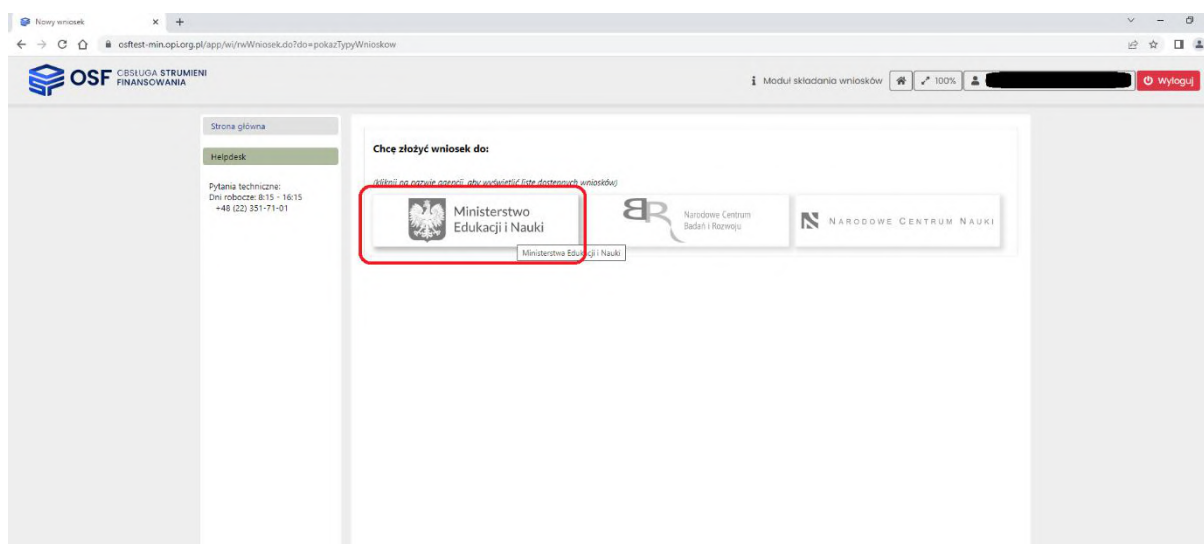 Nowy wniosek
osftest-min.opi.org.pl/app/wi/rwWniosek.do?do=pokazTypyWnioskow
OSF OBSŁUGA STRUMIENI
FINANSOWANIA
Moduł składania wniosków
100%
Wyloguj
Strona główna
Helpdesk
Pytania techniczne:
Dni robocze: 8:15 - 16:15
+48 (22) 351-71-01
Chcę złożyć wniosek do:
(kliknij na nazwie agencji, aby wyświetlić listę dostępnych wniosków)
Ministerstwo
Edukacji i Nauki
Ministerstwa Edukacji i Nauki
BR
Narodowe Centrum
Badań i Rozwoju
N
NARODOWE CENTRUM NAUKI